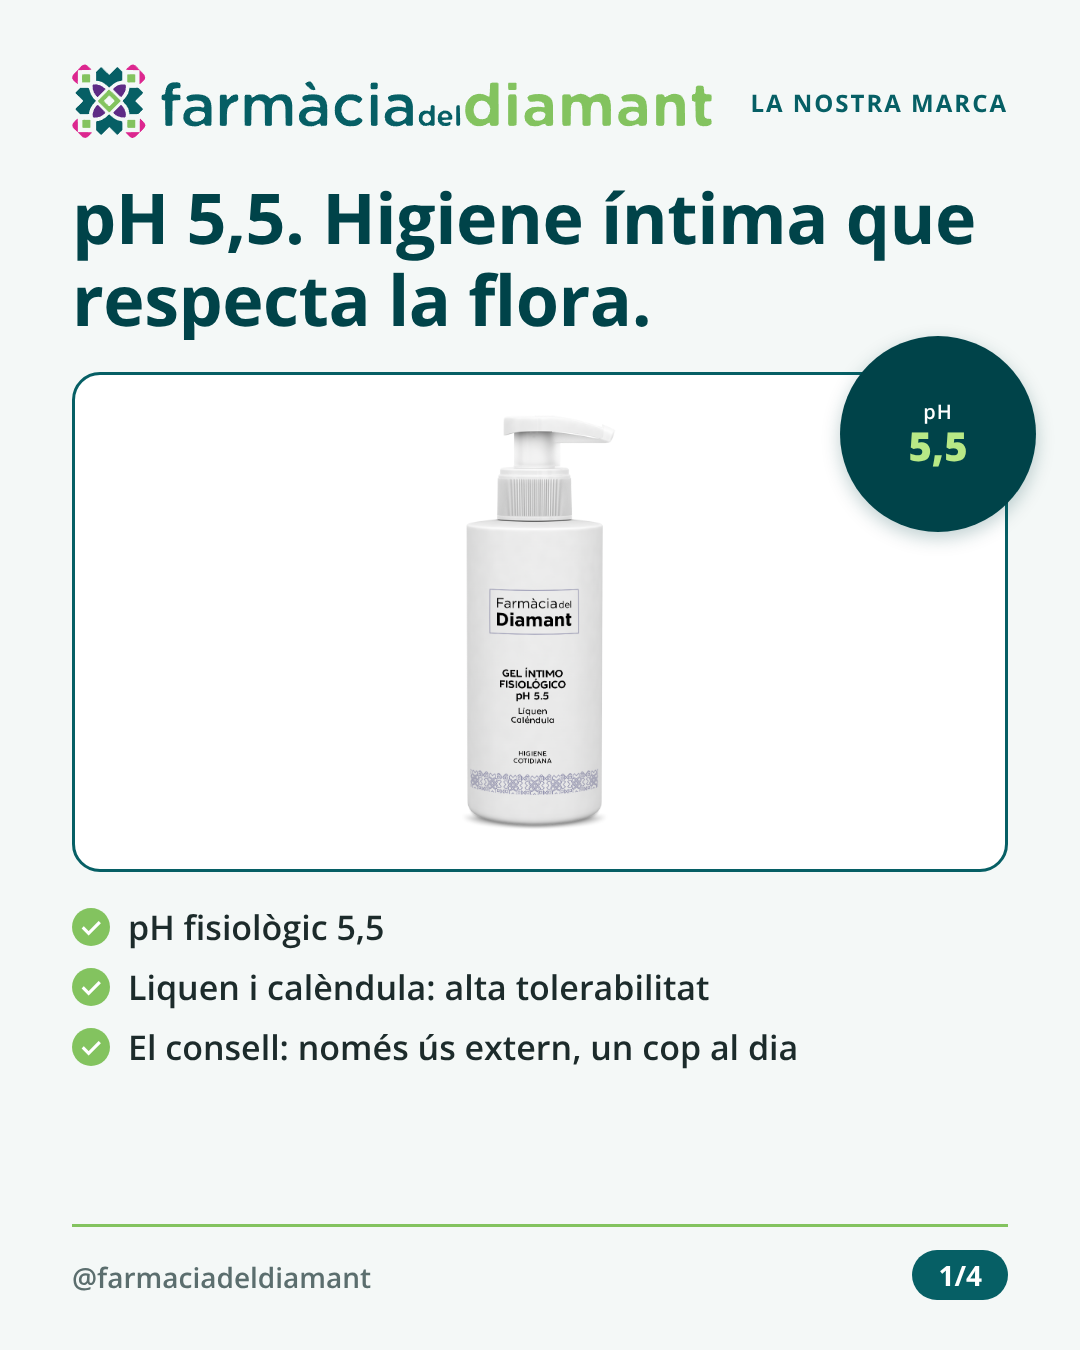 farmàciadeldiamant
LA NOSTRA MARCA
pH 5,5. Higiene íntima que
respecta la flora.
pH
5,5
Farmàciadel
Diamant
GEL ÍNTIMO
FISIOLÓGICO
pH 5.5
Liquen
Caléndula
HIGIENE
COTIDIANA
pH fisiològic 5,5
Liquen i calèndula: alta tolerabilitat
El consell: només ús extern, un cop al dia
@farmaciadeldiamant
1/4